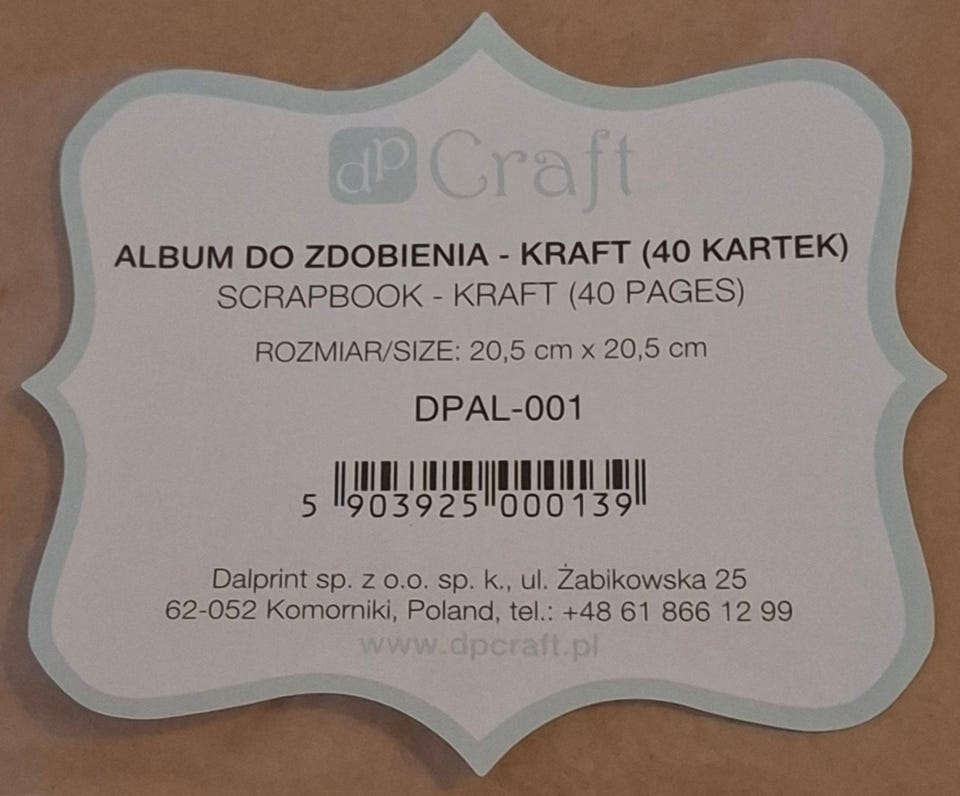 dp Craft
ALBUM DO ZDOBIENIA - KRAFT (40 KARTEK)
SCRAPBOOK - KRAFT (40 PAGES)
ROZMIAR/SIZE: 20,5 cm x 20,5 cm
DPAL-001
5 903925 000139
Dalprint sp. z o.o. sp. k., ul. Żabikowska 25
62-052 Komorniki, Poland, tel.: +48 61 866 12 99
www.dpcraft.pl